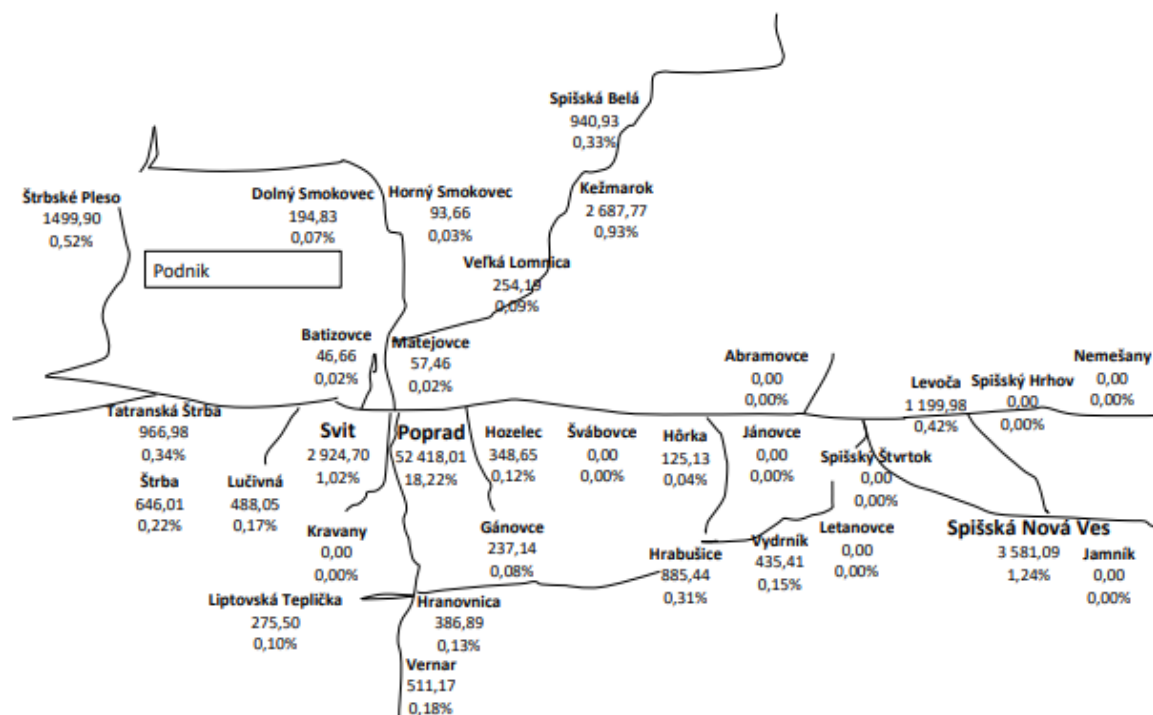 Spišská Belá
940,93
0,33%
Štrbské Pleso
1499,90
0,52%
Dolný Smokovec
194,83
0,07%
Horný Smokovec
93,66
0,03%
Kežmarok
2 687,77
0,93%
Podnik
Veľká Lomnica
254,19
0,09%
Batizovce
46,66
0,02%
Matejovce
57,46
0,02%
Abramovce
0,00
0,00%
Levoča
1 199,98
0,42%
Spišský Hrhov
0,00
0,00%
Nemešany
0,00
0,00%
Tatranská Štrba
966,98
0,34%
Štrba
646,01
0,22%
Lučivná
488,05
0,17%
Svit
2 924,70
1,02%
Poprad
52 418,01
18,22%
Hozelec
348,65
0,12%
Švábovce
0,00
0,00%
Hôrka
125,13
0,04%
Jánovce
0,00
0,00%
Spišský Štvrtok
0,00
0,00%
Kravany
0,00
0,00%
Gánovce
237,14
0,08%
Hrabušice
885,44
0,31%
Vydrník
435,41
0,15%
Letanovce
0,00
0,00%
Spišská Nová Ves
3 581,09
1,24%
Jamník
0,00
0,00%
Liptovská Teplička
275,50
0,10%
Hranovnica
386,89
0,13%
Vernar
511,17
0,18%